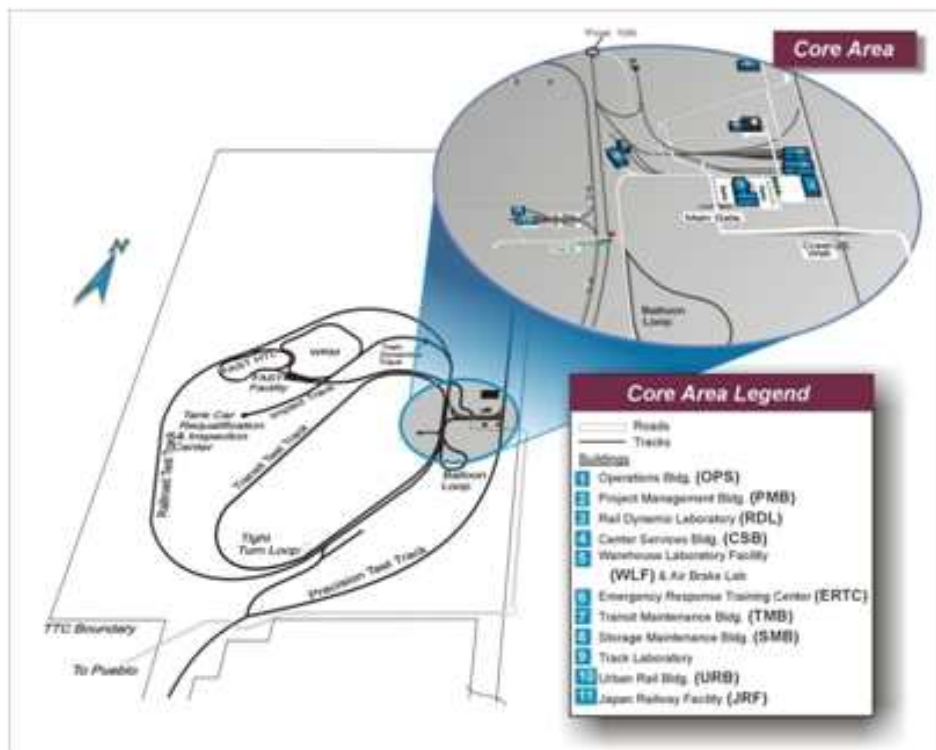 Core Area
Main Gate
Balloon
Loop
N
FAST HTL
WRM
FAST
Facility
Train
Dynamics
Track
Impact Track
Tank Car
Requalification
& Inspection
Center
Railroad Test Track
Transit Test Track
Balloon
Loop
Tight
Turn Loop
Precision Test Track
TTC Boundary
To Pueblo
Core Area Legend
Roads
Tracks
Buildings
1 Operations Bldg. (OPS)
2 Project Management Bldg. (PMB)
3 Rail Dynamic Laboratory (RDL)
4 Center Services Bldg. (CSB)
5 Warehouse Laboratory Facility
(WLF) & Air Brake Lab
6 Emergency Response Training Center (ERTC)
7 Transit Maintenance Bldg. (TMB)
8 Storage Maintenance Bldg. (SMB)
9 Track Laboratory
10 Urban Rail Bldg. (URB)
11 Japan Railway Facility (JRF)